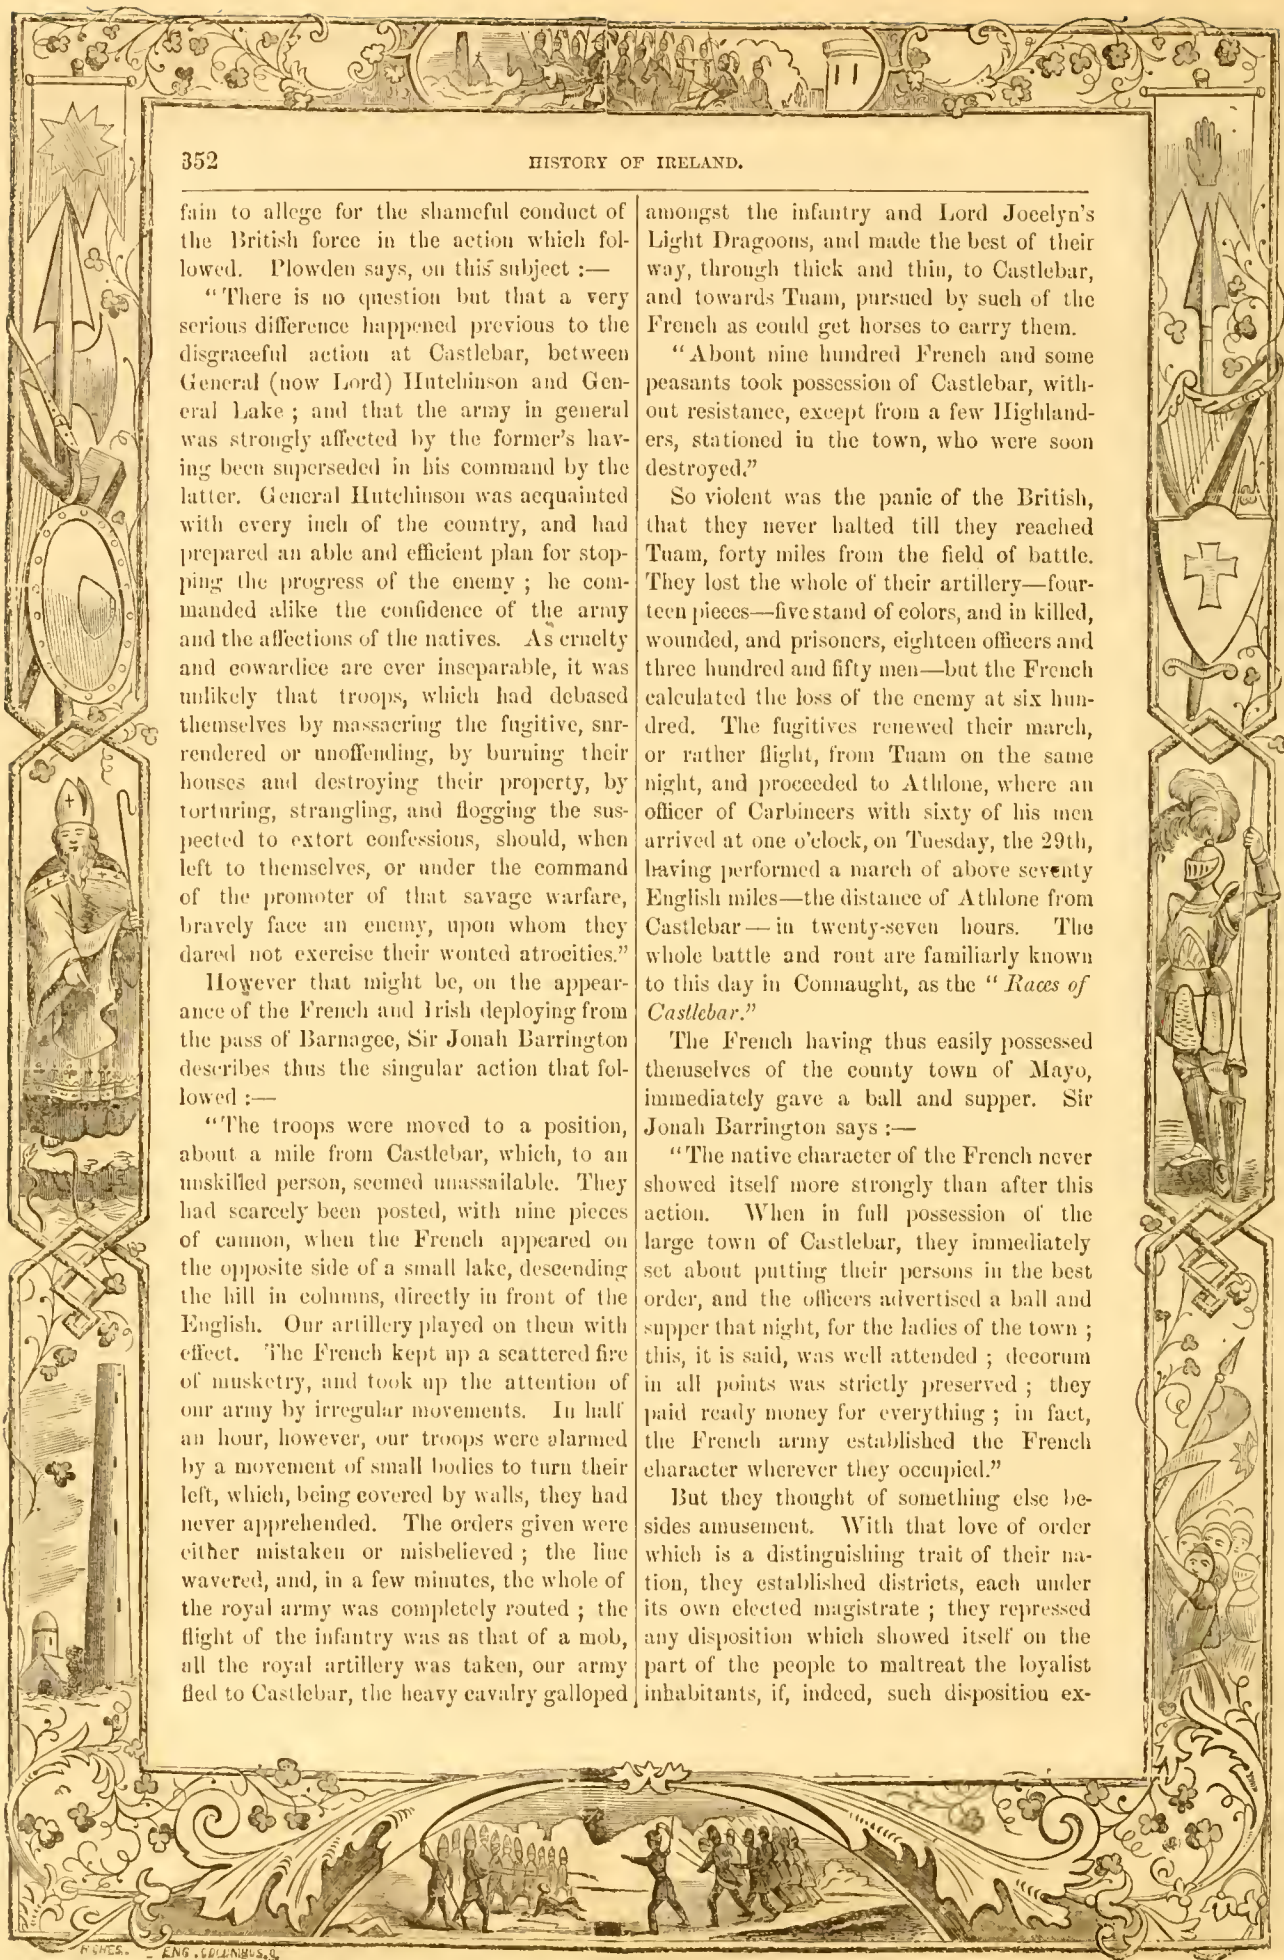 352
HISTORY OF IRELAND.
fain to allege for the shameful conduct of
the British force in the action which fol-
lowed. Plowden says, on this subject :—
“There is no question but that a very
serious difference happened previous to the
disgraceful action at Castlebar, between
General (now Lord) Hutchinson and Gen-
eral Lake ; and that the army in general
was strongly affected by the former’s hav-
ing been superseded in his command by the
latter. General Hutchinson was acquainted
with every inch of the country, and had
prepared an able and efficient plan for stop-
ping the progress of the enemy ; he com-
manded alike the confidence of the army
and the affections of the natives. As cruelty
and cowardice are ever inseparable, it was
unlikely that troops, which had debased
themselves by massacring the fugitive, sur-
rendered or unoffending, by burning their
houses and destroying their property, by
torturing, strangling, and flogging the sus-
pected to extort confessions, should, when
left to themselves, or under the command
of the promoter of that savage warfare,
bravely face an enemy, upon whom they
dared not exercise their wonted atrocities.”
However that might be, on the appear-
ance of the French and Irish deploying from
the pass of Barnagee, Sir Jonah Barrington
describes thus the singular action that fol-
lowed :—
“The troops were moved to a position,
about a mile from Castlebar, which, to an
unskilled person, seemed unassailable. They
had scarcely been posted, with nine pieces
of cannon, when the French appeared on
the opposite side of a small lake, descending
the hill in columns, directly in front of the
English. Our artillery played on them with
effect. The French kept up a scattered fire
of musketry, and took up the attention of
our army by irregular movements. In half
an hour, however, our troops were alarmed
by a movement of small bodies to turn their
left, which, being covered by walls, they had
never apprehended. The orders given were
either mistaken or misbelieved ; the line
wavered, and, in a few minutes, the whole of
the royal army was completely routed ; the
flight of the infantry was as that of a mob,
all the royal artillery was taken, our army
fled to Castlebar, the heavy cavalry galloped
amongst the infantry and Lord Jocelyn’s
Light Dragoons, and made the best of their
way, through thick and thin, to Castlebar,
and towards Tuam, pursued by such of the
French as could get horses to carry them.
“About nine hundred French and some
peasants took possession of Castlebar, with-
out resistance, except from a few Highland-
ers, stationed in the town, who were soon
destroyed.”
So violent was the panic of the British,
that they never halted till they reached
Tuam, forty miles from the field of battle.
They lost the whole of their artillery—four-
teen pieces—five stand of colors, and in killed,
wounded, and prisoners, eighteen officers and
three hundred and fifty men—but the French
calculated the loss of the enemy at six hun-
dred. The fugitives renewed their march,
or rather flight, from Tuam on the same
night, and proceeded to Athlone, where an
officer of Carbineers with sixty of his men
arrived at one o’clock, on Tuesday, the 29th,
having performed a march of above seventy
English miles—the distance of Athlone from
Castlebar — in twenty-seven hours. The
whole battle and rout are familiarly known
to this day in Connaught, as the “ Races of
Castlebar.”
The French having thus easily possessed
themselves of the county town of Mayo,
immediately gave a ball and supper. Sir
Jonah Barrington says :—
“The native character of the French never
showed itself more strongly than after this
action. When in full possession of the
large town of Castlebar, they immediately
set about putting their persons in the best
order, and the officers advertised a ball and
supper that night, for the ladies of the town ;
this, it is said, was well attended ; decorum
in all points was strictly preserved ; they
paid ready money for everything ; in fact,
the French army established the French
character wherever they occupied.”
But they thought of something else be-
sides amusement. With that love of order
which is a distinguishing trait of their na-
tion, they established districts, each under
its own elected magistrate ; they repressed
any disposition which showed itself on the
part of the people to maltreat the loyalist
inhabitants, if, indeed, such disposition ex-
ENG. COLUMBUS. O.